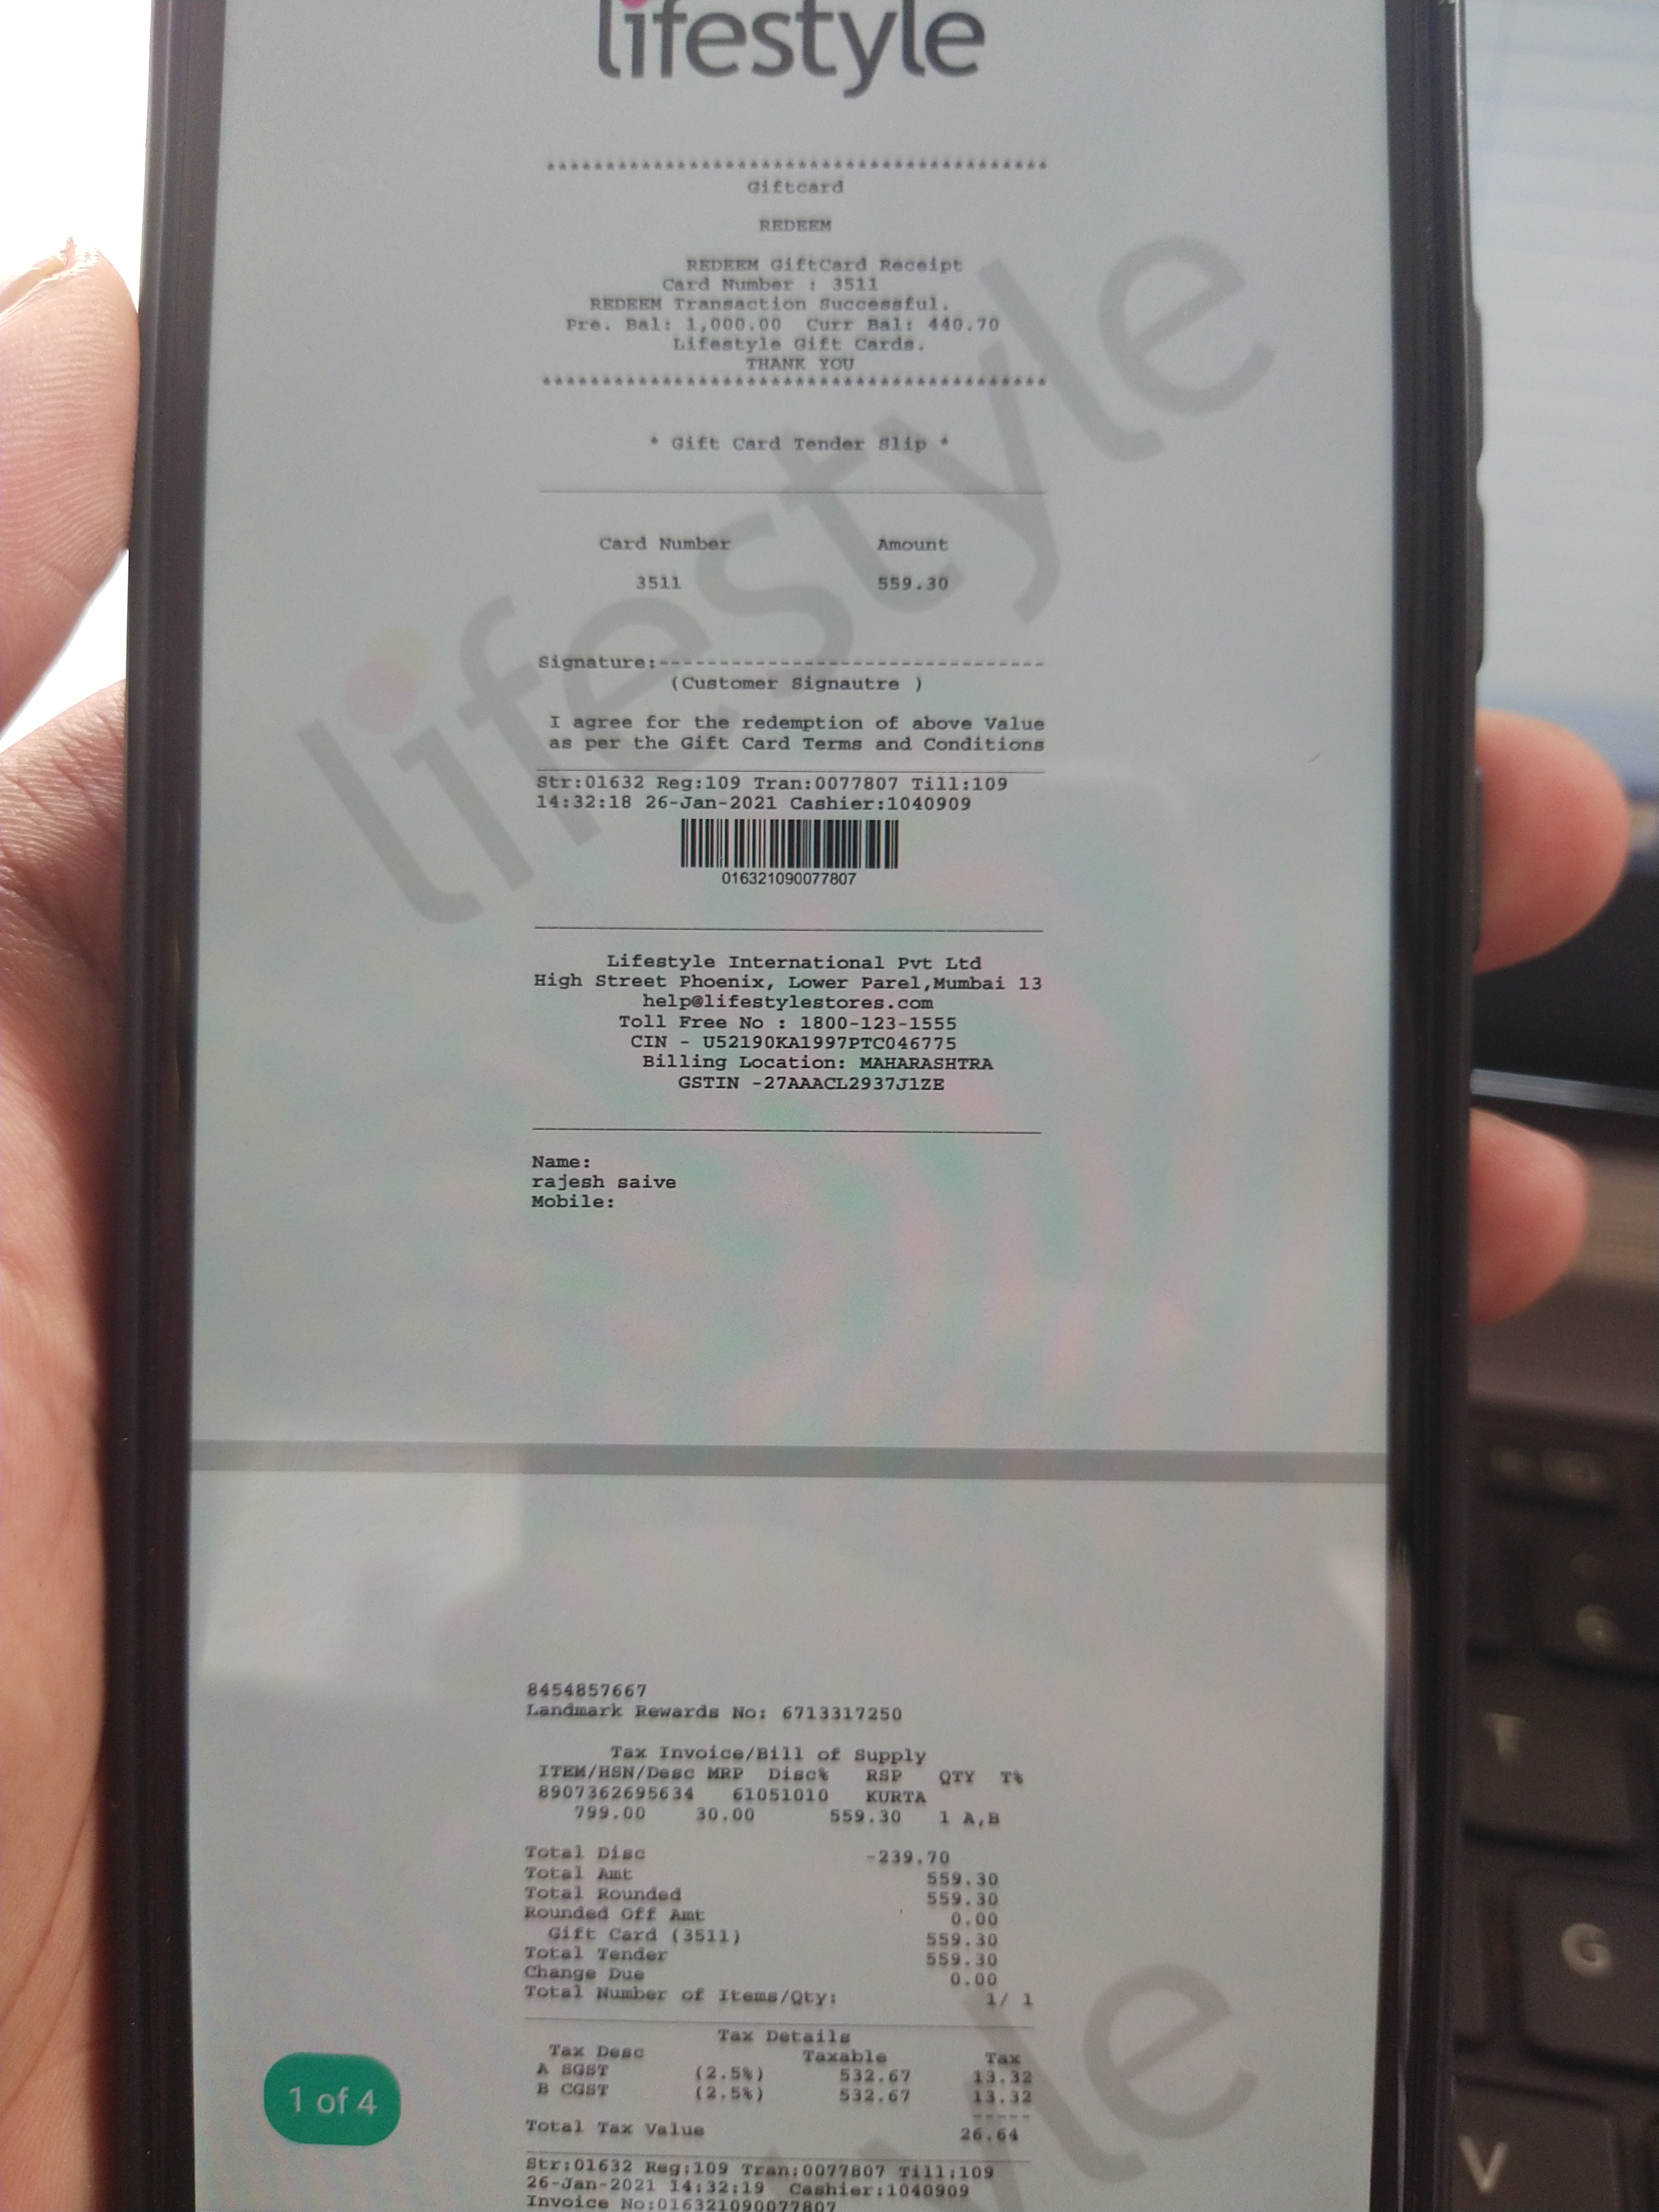 lifestyle
******************************************
Giftcard
REDEEM
REDEEM GiftCard Receipt
Card Number : 3511
REDEEM Transaction Successful.
Pre. Bal: 1,000.00 Curr Bal: 440.70
Lifestyle Gift Cards.
THANK YOU
******************************************
* Gift Card Tender Slip *
Card Number Amount
3511 559.30
Signature:--------------------------------
(Customer Signautre )
I agree for the redemption of above Value
as per the Gift Card Terms and Conditions
Str:01632 Reg:109 Tran:0077807 Till:109
14:32:18 26-Jan-2021 Cashier:1040909
016321090077807
lifestyle
Lifestyle International Pvt Ltd
High Street Phoenix, Lower Parel,Mumbai 13
help@lifestylestores.com
Toll Free No : 1800-123-1555
CIN - U52190KA1997PTC046775
Billing Location: MAHARASHTRA
GSTIN -27AAACL2937J1ZE
Name:
rajesh saive
Mobile:
8454857667
Landmark Rewards No: 6713317250
Tax Invoice/Bill of Supply
ITEM/HSN/Desc MRP Disc% RSP QTY T%
8907362695634 61051010 KURTA
799.00 30.00 559.30 1 A,B
Total Disc -239.70
Total Amt 559.30
Total Rounded 559.30
Rounded Off Amt 0.00
Gift Card (3511) 559.30
Total Tender 559.30
Change Due 0.00
Total Number of Items/Qty: 1/ 1
Tax Details
Tax Desc Taxable Tax
A SGST (2.5%) 532.67 13.32
B CGST (2.5%) 532.67 13.32
-----
Total Tax Value 26.64
Str:01632 Reg:109 Tran:0077807 Till:109
26-Jan-2021 14:32:19 Cashier:1040909
Invoice No:016321090077807
yle
1 of 4
T
G
V